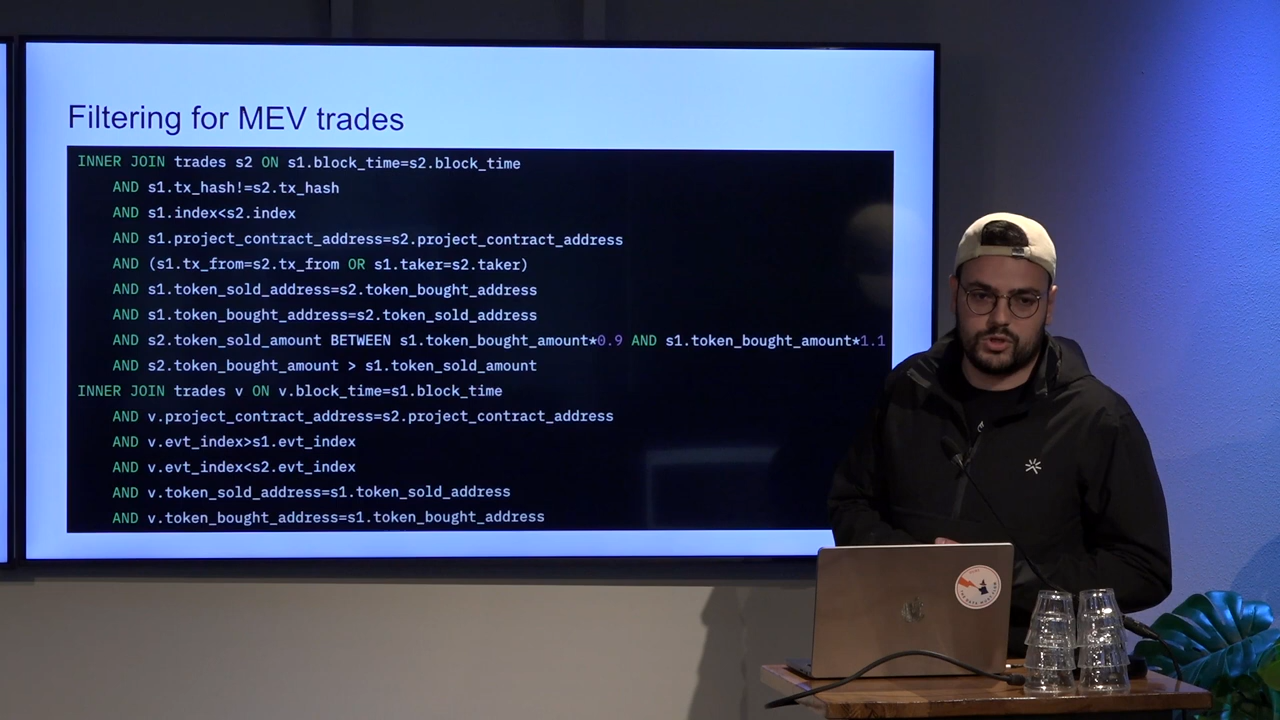 Filtering for MEV trades
INNER JOIN trades s2 ON s1.block_time=s2.block_time
AND s1.tx_hash!=s2.tx_hash
AND s1.index<s2.index
AND s1.project_contract_address=s2.project_contract_address
AND (s1.tx_from=s2.tx_from OR s1.taker=s2.taker)
AND s1.token_sold_address=s2.token_bought_address
AND s1.token_bought_address=s2.token_sold_address
AND s2.token_sold_amount BETWEEN s1.token_bought_amount*0.9 AND s1.token_bought_amount*1.1
AND s2.token_bought_amount > s1.token_sold_amount
INNER JOIN trades v ON v.block_time=s1.block_time
AND v.project_contract_address=s2.project_contract_address
AND v.evt_index>s1.evt_index
AND v.evt_index<s2.evt_index
AND v.token_sold_address=s1.token_sold_address
AND v.token_bought_address=s1.token_bought_address